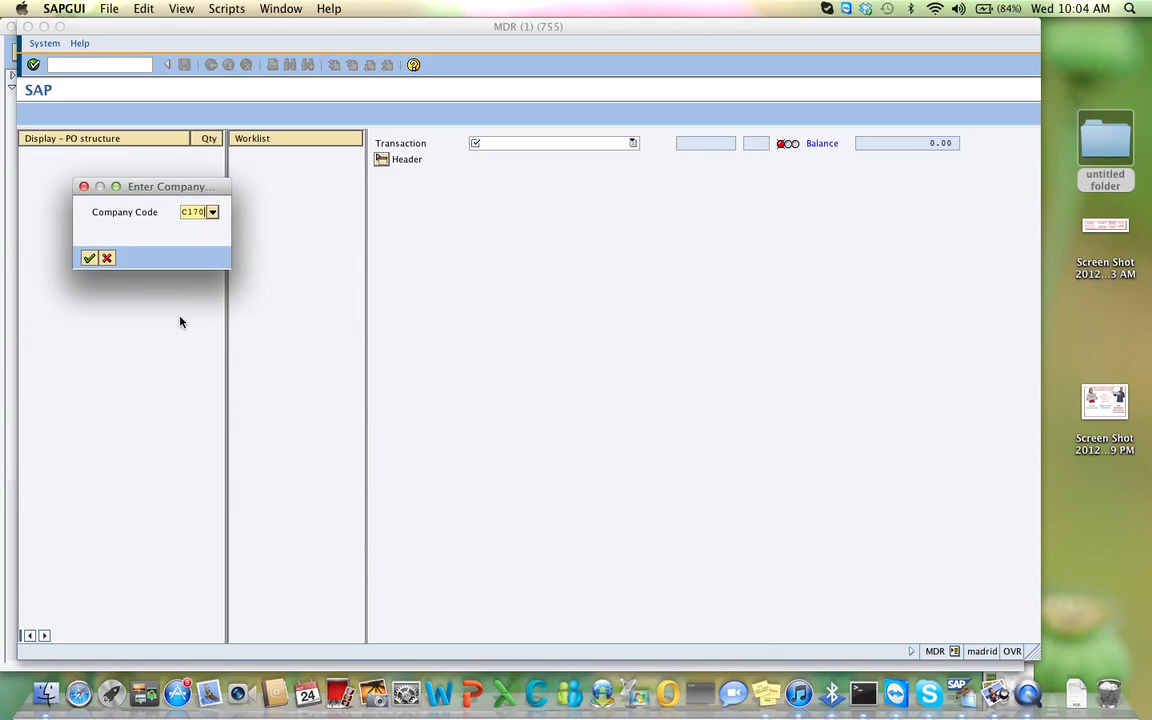 SAPGUI File Edit View Scripts Window Help (84%) Wed 10:04 AM
MDR (1) (755)
System Help
SAP
Display - PO structure Qty Worklist
Transaction Balance 0.00
Header
Enter Company...
Company Code C170
untitled
folder
Screen Shot
2012...3 AM
Screen Shot
2012...9 PM
MDR madrid OVR